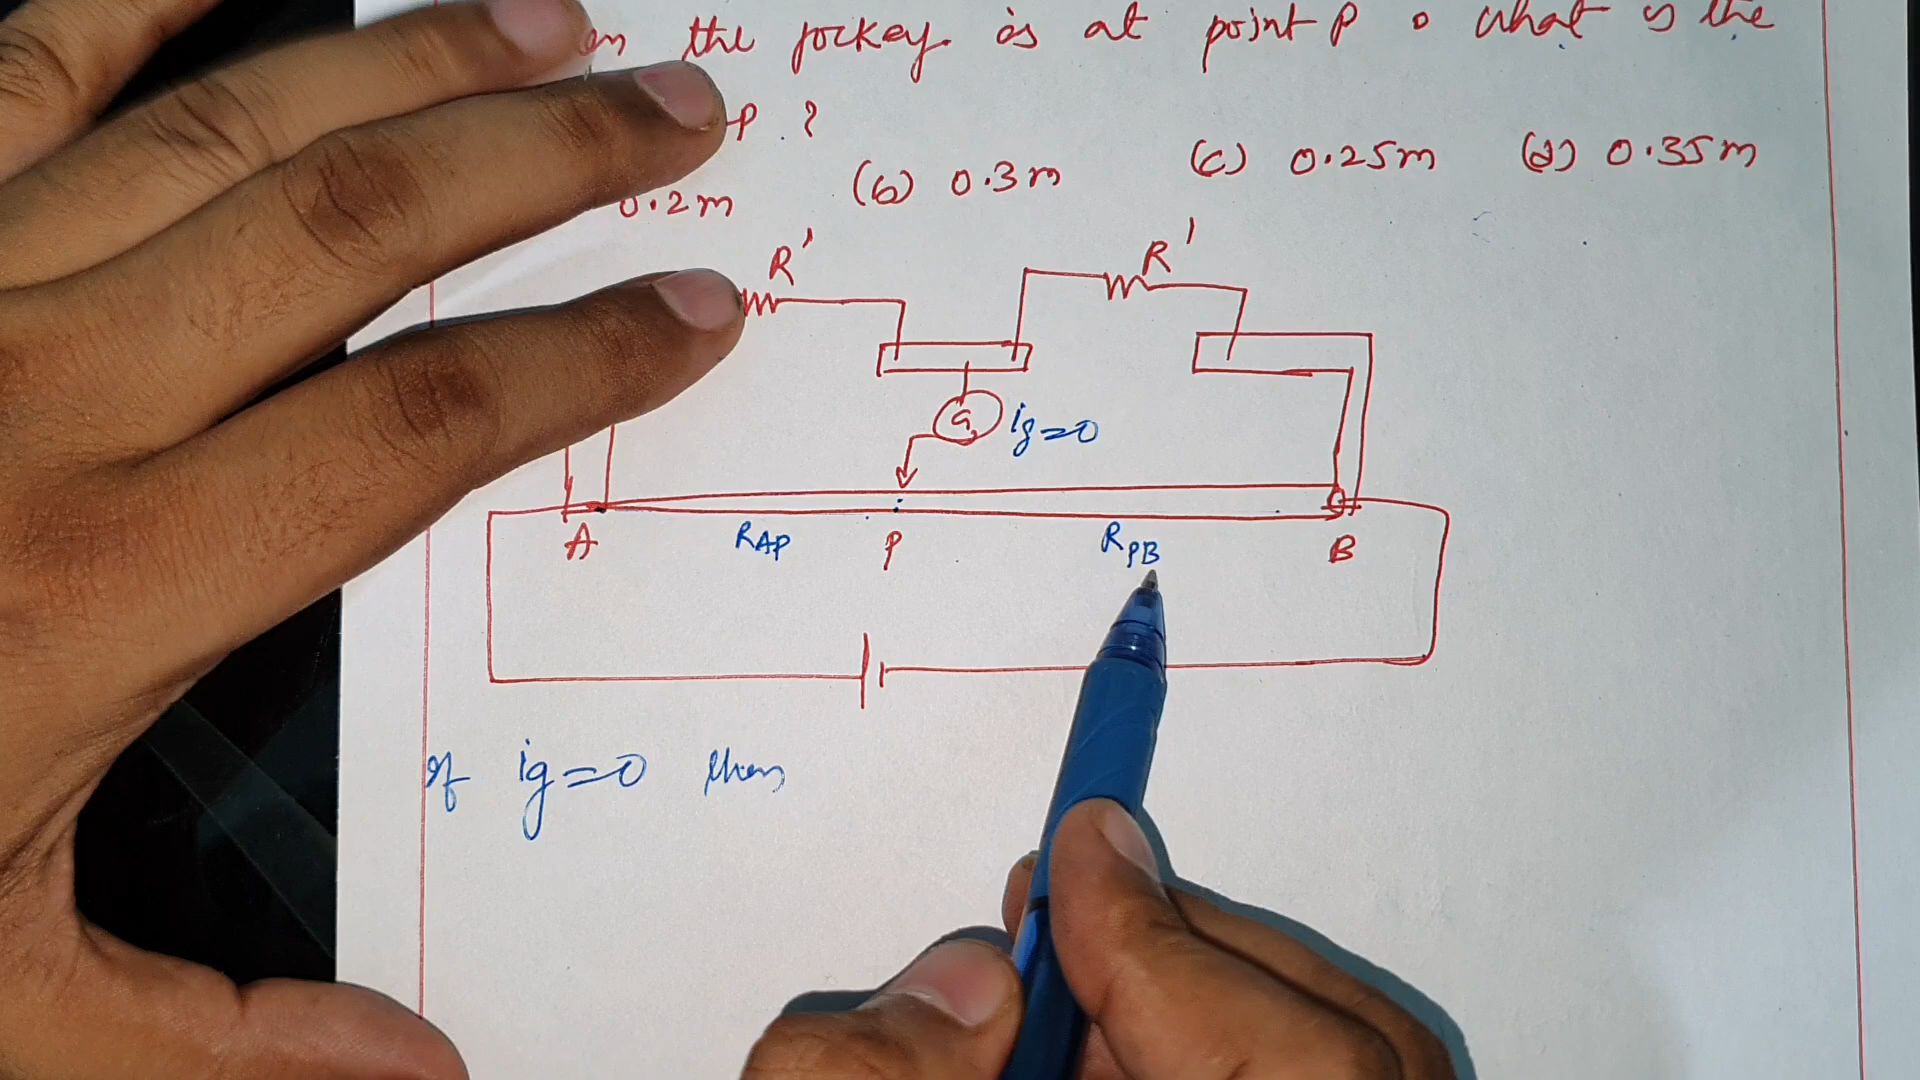 the jockey is at point P . what is the
P . ?
0.2m (b) 0.3m (c) 0.25m (d) 0.35m
R' R'
G ig=0
A RAP P RPB B
If ig=0 then